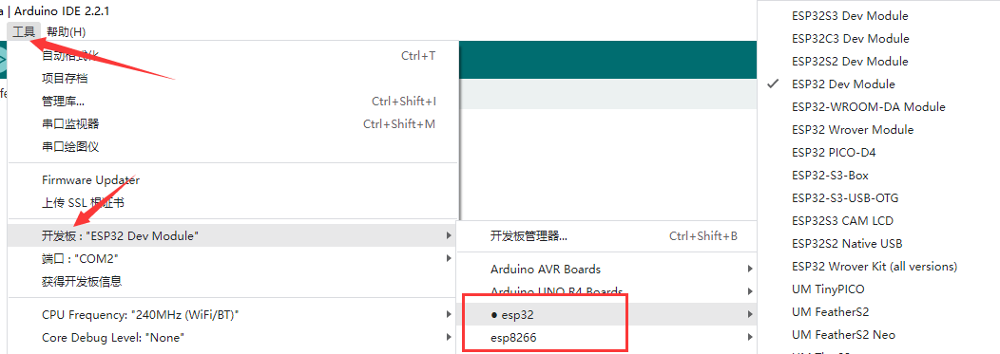 a | Arduino IDE 2.2.1
工具 帮助(H)
自动格式化 Ctrl+T
项目存档
管理库... Ctrl+Shift+I
串口监视器 Ctrl+Shift+M
串口绘图仪
Firmware Updater
上传 SSL 根证书
开发板 : "ESP32 Dev Module"
端口 : "COM2"
获得开发板信息
CPU Frequency: "240MHz (WiFi/BT)"
Core Debug Level: "None"
开发板管理器... Ctrl+Shift+B
Arduino AVR Boards
Arduino UNO R4 Boards
● esp32
esp8266
ESP32S3 Dev Module
ESP32C3 Dev Module
ESP32S2 Dev Module
ESP32 Dev Module
ESP32-WROOM-DA Module
ESP32 Wrover Module
ESP32 PICO-D4
ESP32-S3-Box
ESP32-S3-USB-OTG
ESP32S3 CAM LCD
ESP32S2 Native USB
ESP32 Wrover Kit (all versions)
UM TinyPICO
UM FeatherS2
UM FeatherS2 Neo